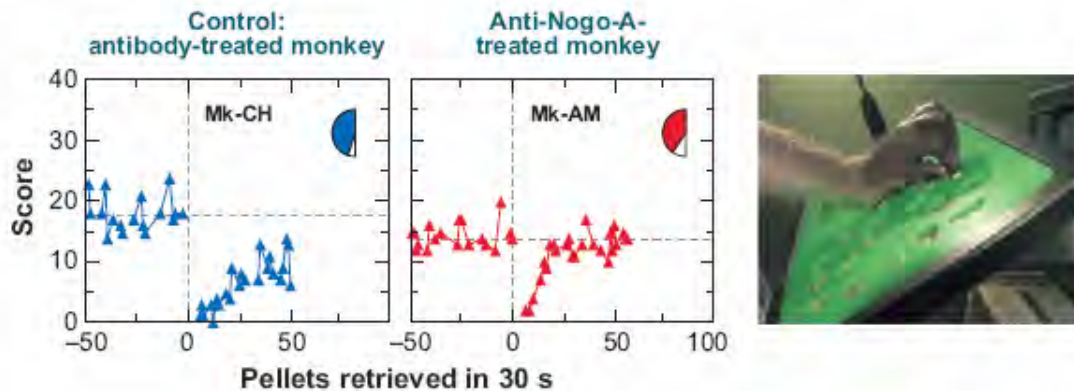 Control:
antibody-treated monkey
Anti-Nogo-A-
treated monkey
Score
40
30
20
10
0
Mk-CH
Mk-AM
–50
0
50
–50
0
50
100
Pellets retrieved in 30 s